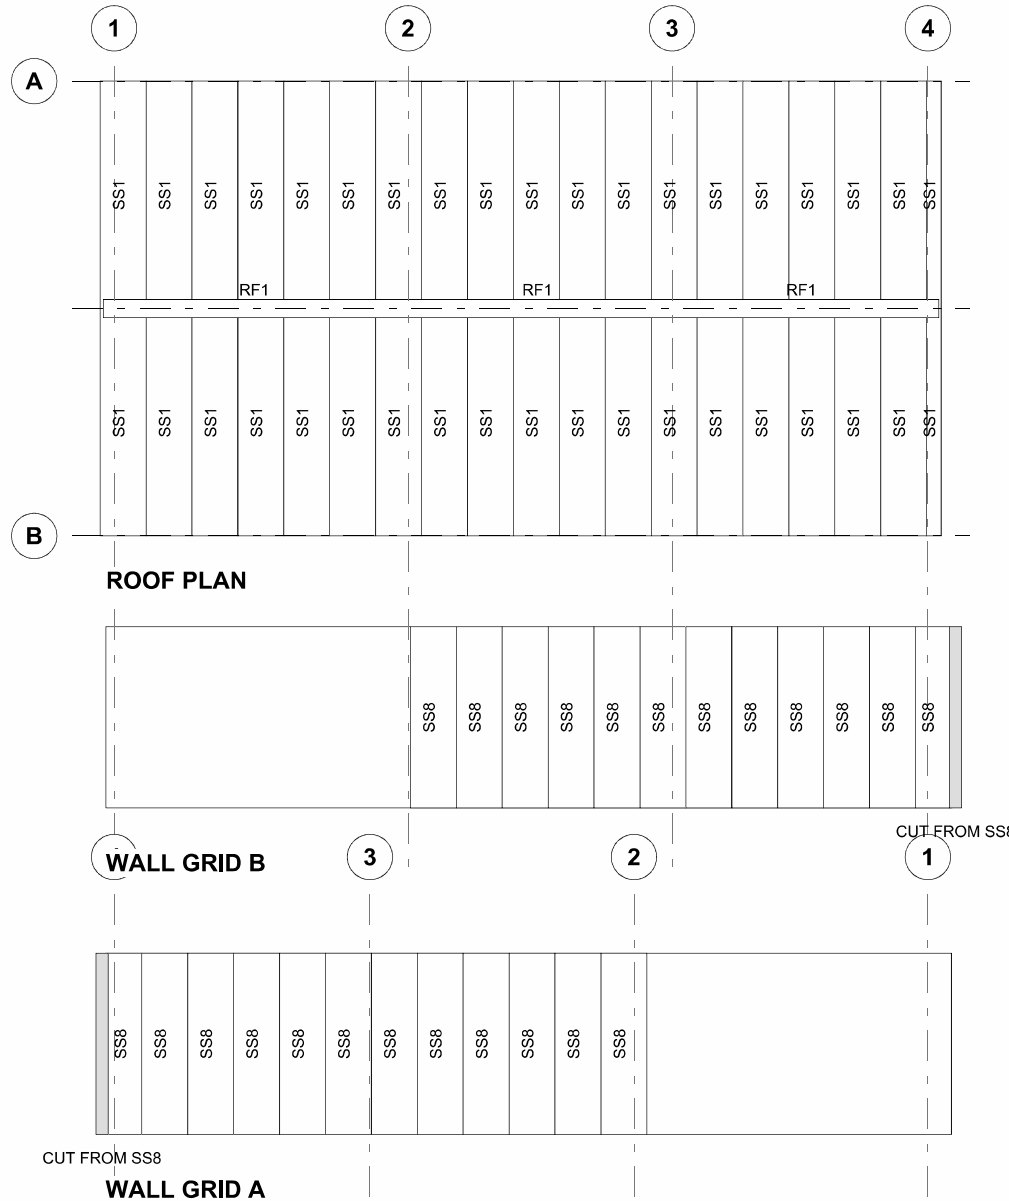 1 2 3 4
A
SS1 SS1 SS1 SS1 SS1 SS1 SS1 SS1 SS1 SS1 SS1 SS1 SS1 SS1 SS1 SS1 SS1 SS1 SS1
RF1 RF1 RF1
SS1 SS1 SS1 SS1 SS1 SS1 SS1 SS1 SS1 SS1 SS1 SS1 SS1 SS1 SS1 SS1 SS1 SS1 SS1
B
ROOF PLAN
SS8 SS8 SS8 SS8 SS8 SS8 SS8 SS8 SS8 SS8 SS8 SS8
CUT FROM SS8
WALL GRID B
3 2 1
SS8 SS8 SS8 SS8 SS8 SS8 SS8 SS8 SS8 SS8 SS8 SS8
CUT FROM SS8
WALL GRID A